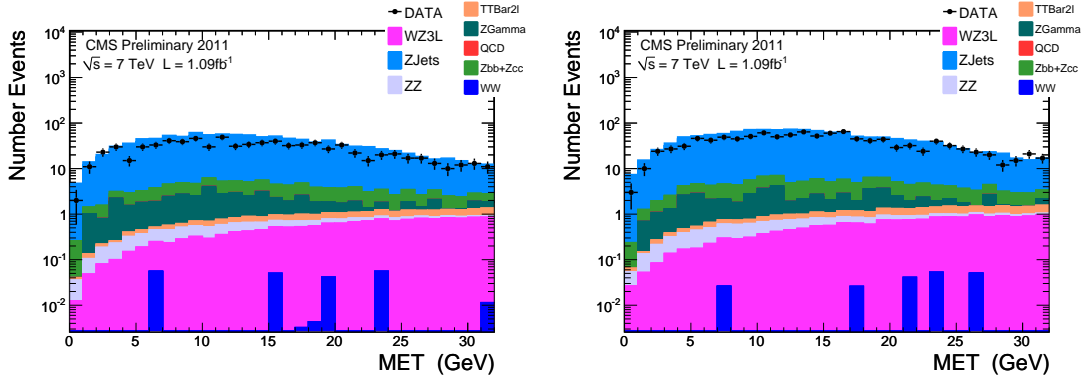 DATA
WZ3L
ZJets
ZZ
TTBar2l
ZGamma
QCD
Zbb+Zcc
WW
CMS Preliminary 2011
√s = 7 TeV L = 1.09fb⁻¹
Number Events
10⁴
10³
10²
10
1
10⁻¹
10⁻²
0 5 10 15 20 25 30
MET (GeV)
DATA
WZ3L
ZJets
ZZ
TTBar2l
ZGamma
QCD
Zbb+Zcc
WW
CMS Preliminary 2011
√s = 7 TeV L = 1.09fb⁻¹
Number Events
10⁴
10³
10²
10
1
10⁻¹
10⁻²
0 5 10 15 20 25 30
MET (GeV)